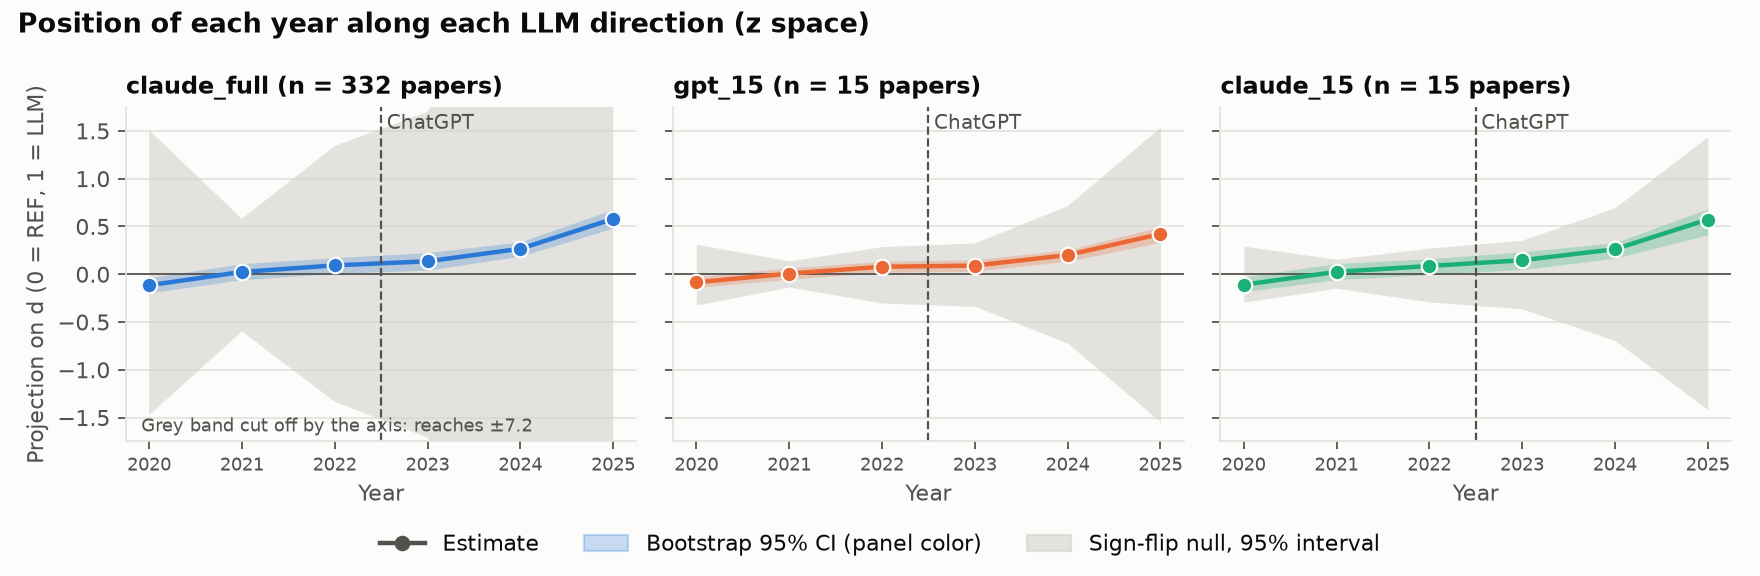 Position of each year along each LLM direction (z space)
claude_full (n = 332 papers)
gpt_15 (n = 15 papers)
claude_15 (n = 15 papers)
Projection on d (0 = REF, 1 = LLM)
1.5
1.0
0.5
0.0
−0.5
−1.0
−1.5
ChatGPT
ChatGPT
ChatGPT
Grey band cut off by the axis: reaches ±7.2
2020 2021 2022 2023 2024 2025
2020 2021 2022 2023 2024 2025
2020 2021 2022 2023 2024 2025
Year
Year
Year
Estimate
Bootstrap 95% CI (panel color)
Sign-flip null, 95% interval